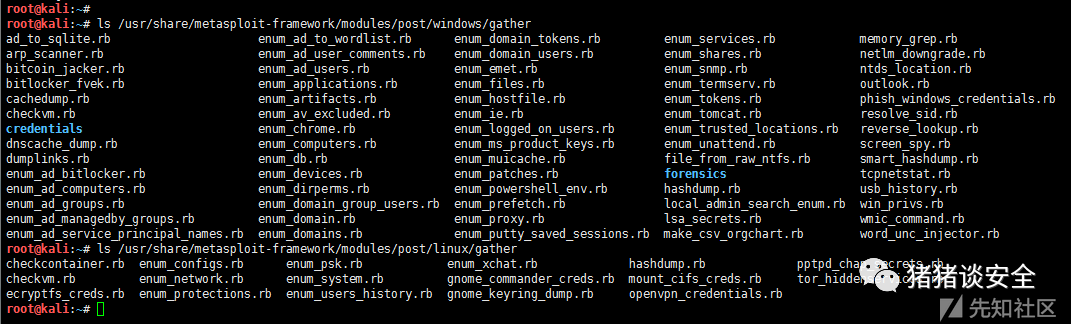 root@kali:~#
root@kali:~# ls /usr/share/metasploit-framework/modules/post/windows/gather
ad_to_sqlite.rb enum_ad_to_wordlist.rb enum_domain_tokens.rb enum_services.rb memory_grep.rb
arp_scanner.rb enum_ad_user_comments.rb enum_domain_users.rb enum_shares.rb netlm_downgrade.rb
bitcoin_jacker.rb enum_ad_users.rb enum_emet.rb enum_snmp.rb ntds_location.rb
bitlocker_fvek.rb enum_applications.rb enum_files.rb enum_termserv.rb outlook.rb
cachedump.rb enum_artifacts.rb enum_hostfile.rb enum_tokens.rb phish_windows_credentials.rb
checkvm.rb enum_av_excluded.rb enum_ie.rb enum_tomcat.rb resolve_sid.rb
credentials enum_chrome.rb enum_logged_on_users.rb enum_trusted_locations.rb reverse_lookup.rb
dnscache_dump.rb enum_computers.rb enum_ms_product_keys.rb enum_unattend.rb screen_spy.rb
dumplinks.rb enum_db.rb enum_muicache.rb file_from_raw_ntfs.rb smart_hashdump.rb
enum_ad_bitlocker.rb enum_devices.rb enum_patches.rb forensics tcpnetstat.rb
enum_ad_computers.rb enum_dirperms.rb enum_powershell_env.rb hashdump.rb usb_history.rb
enum_ad_groups.rb enum_domain_group_users.rb enum_prefetch.rb local_admin_search_enum.rb win_privs.rb
enum_ad_managedby_groups.rb enum_domain.rb enum_proxy.rb lsa_secrets.rb wmic_command.rb
enum_ad_service_principal_names.rb enum_domains.rb enum_putty_saved_sessions.rb make_csv_orgchart.rb word_unc_injector.rb
root@kali:~# ls /usr/share/metasploit-framework/modules/post/linux/gather
checkcontainer.rb enum_configs.rb enum_psk.rb enum_xchat.rb hashdump.rb pptpd_chap_secrets.rb
checkvm.rb enum_network.rb enum_system.rb gnome_commander_creds.rb mount_cifs_creds.rb
ecryptfs_creds.rb enum_protections.rb enum_users_history.rb gnome_keyring_dump.rb openvpn_credentials.rb
root@kali:~#
猪猪谈安全
先知社区